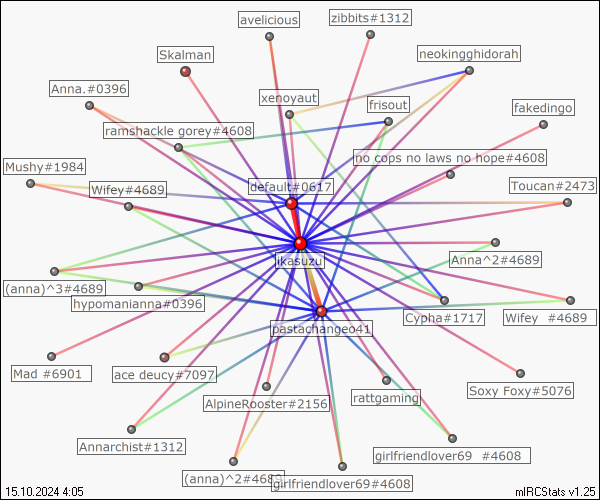 avelicious
zibbits#1312
Skalman
neokingghidorah
Anna.#0396
xenoyaut
frisout
fakedingo
ramshackle gorey#4608
no cops no laws no hope#4608
Mushy#1984
Wifey#4689
default#0617
Toucan#2473
ikasuzu
Anna^2#4689
(anna)^3#4689
hypomanianna#0396
pastachangeo41
Cypha#1717
Wifey #4689
Mad #6901
ace deucy#7097
AlpineRooster#2156
rattgaming
Soxy Foxy#5076
Annarchist#1312
girlfriendlover69 #4608
(anna)^2#4689
girlfriendlover69#4608
15.10.2024 4:05
mIRCStats v1.25